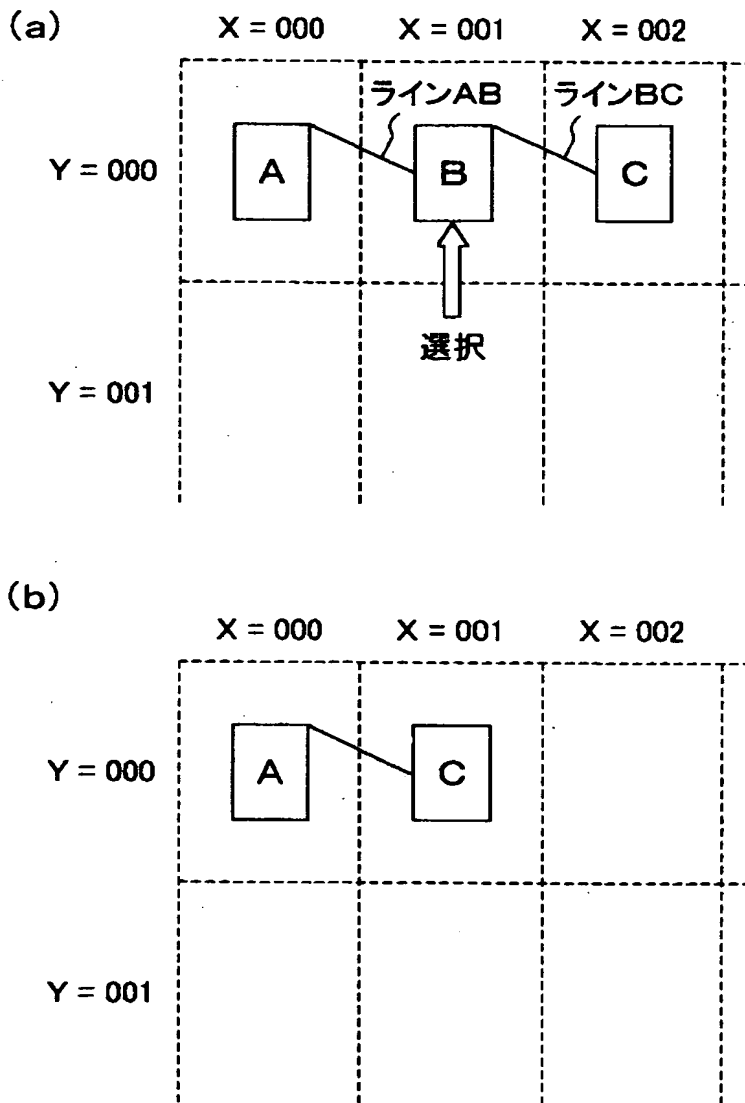 (a)
X = 000 X = 001 X = 002
ラインAB ラインBC
Y = 000 A B C
選択
Y = 001
(b)
X = 000 X = 001 X = 002
Y = 000 A C
Y = 001